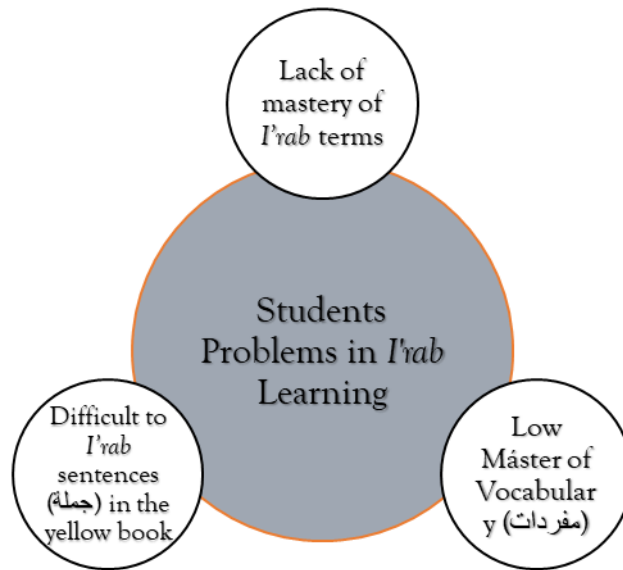 Lack of
mastery of
I'rab terms
Students
Problems in I'rab
Learning
Difficult to
I'rab
sentences
(جملة) in the
yellow book
Low
Máster of
Vocabular
y (مفردات)